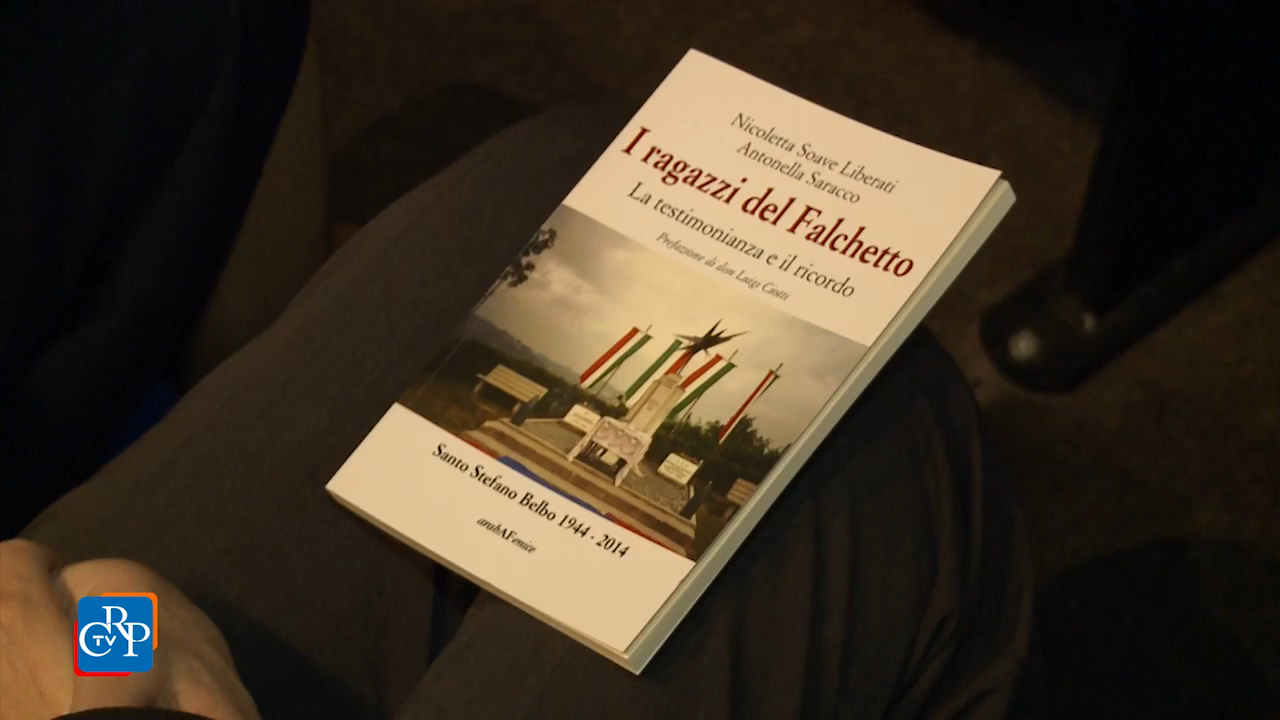 Nicoletta Soave Liberati
Antonella Saracco
I ragazzi del Falchetto
La testimonianza e il ricordo
Prefazione di don Luigi Ciotti
Santo Stefano Belbo 1944 - 2014
arabAFenice
CRP
TV